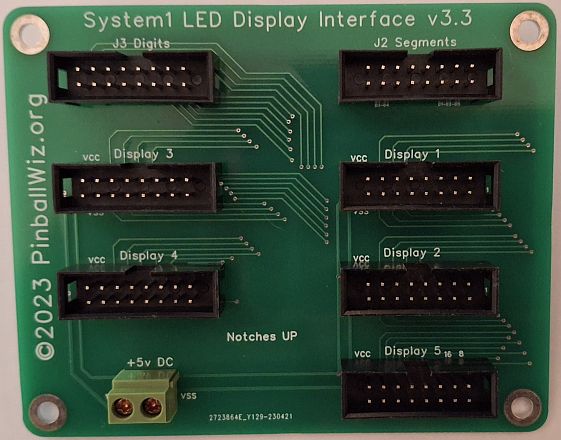 System1 LED Display Interface v3.3
J3 Digits
J2 Segments
vcc
Display 3
vcc
Display 1
vss
vcc
Display 4
vcc
Display 2
Notches UP
vcc
Display 5
16 8
+5v DC
vss
2723864E_Y129-230421
©2023 PinballWiz.org